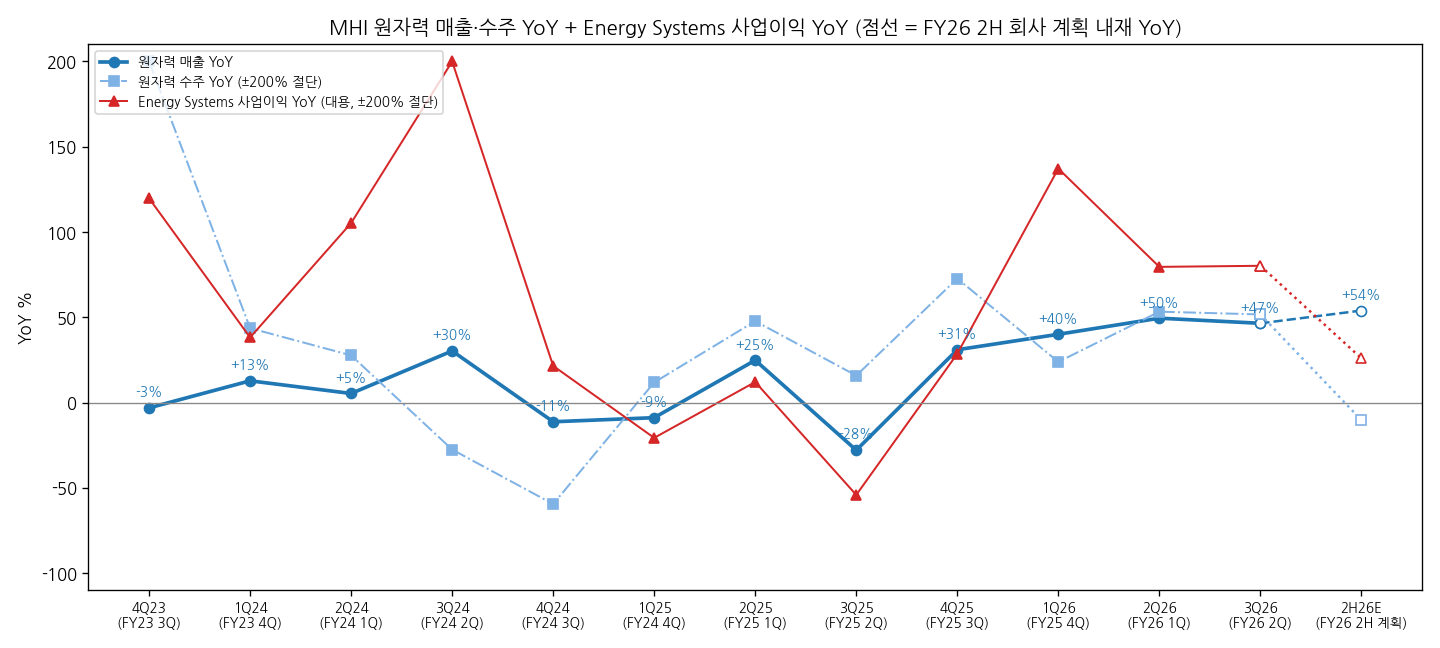 MHI 원자력 매출·수주 YoY + Energy Systems 사업이익 YoY (점선 = FY26 2H 회사 계획 내재 YoY)
원자력 매출 YoY
원자력 수주 YoY (±200% 절단)
Energy Systems 사업이익 YoY (대용, ±200% 절단)
YoY %
200
150
100
50
0
-50
-100
-3%
+13%
+5%
+30%
-11%
-9%
+25%
-28%
+31%
+40%
+50%
+47%
+54%
4Q23
(FY23 3Q)
1Q24
(FY23 4Q)
2Q24
(FY24 1Q)
3Q24
(FY24 2Q)
4Q24
(FY24 3Q)
1Q25
(FY24 4Q)
2Q25
(FY25 1Q)
3Q25
(FY25 2Q)
4Q25
(FY25 3Q)
1Q26
(FY25 4Q)
2Q26
(FY26 1Q)
3Q26
(FY26 2Q)
2H26E
(FY26 2H 계획)